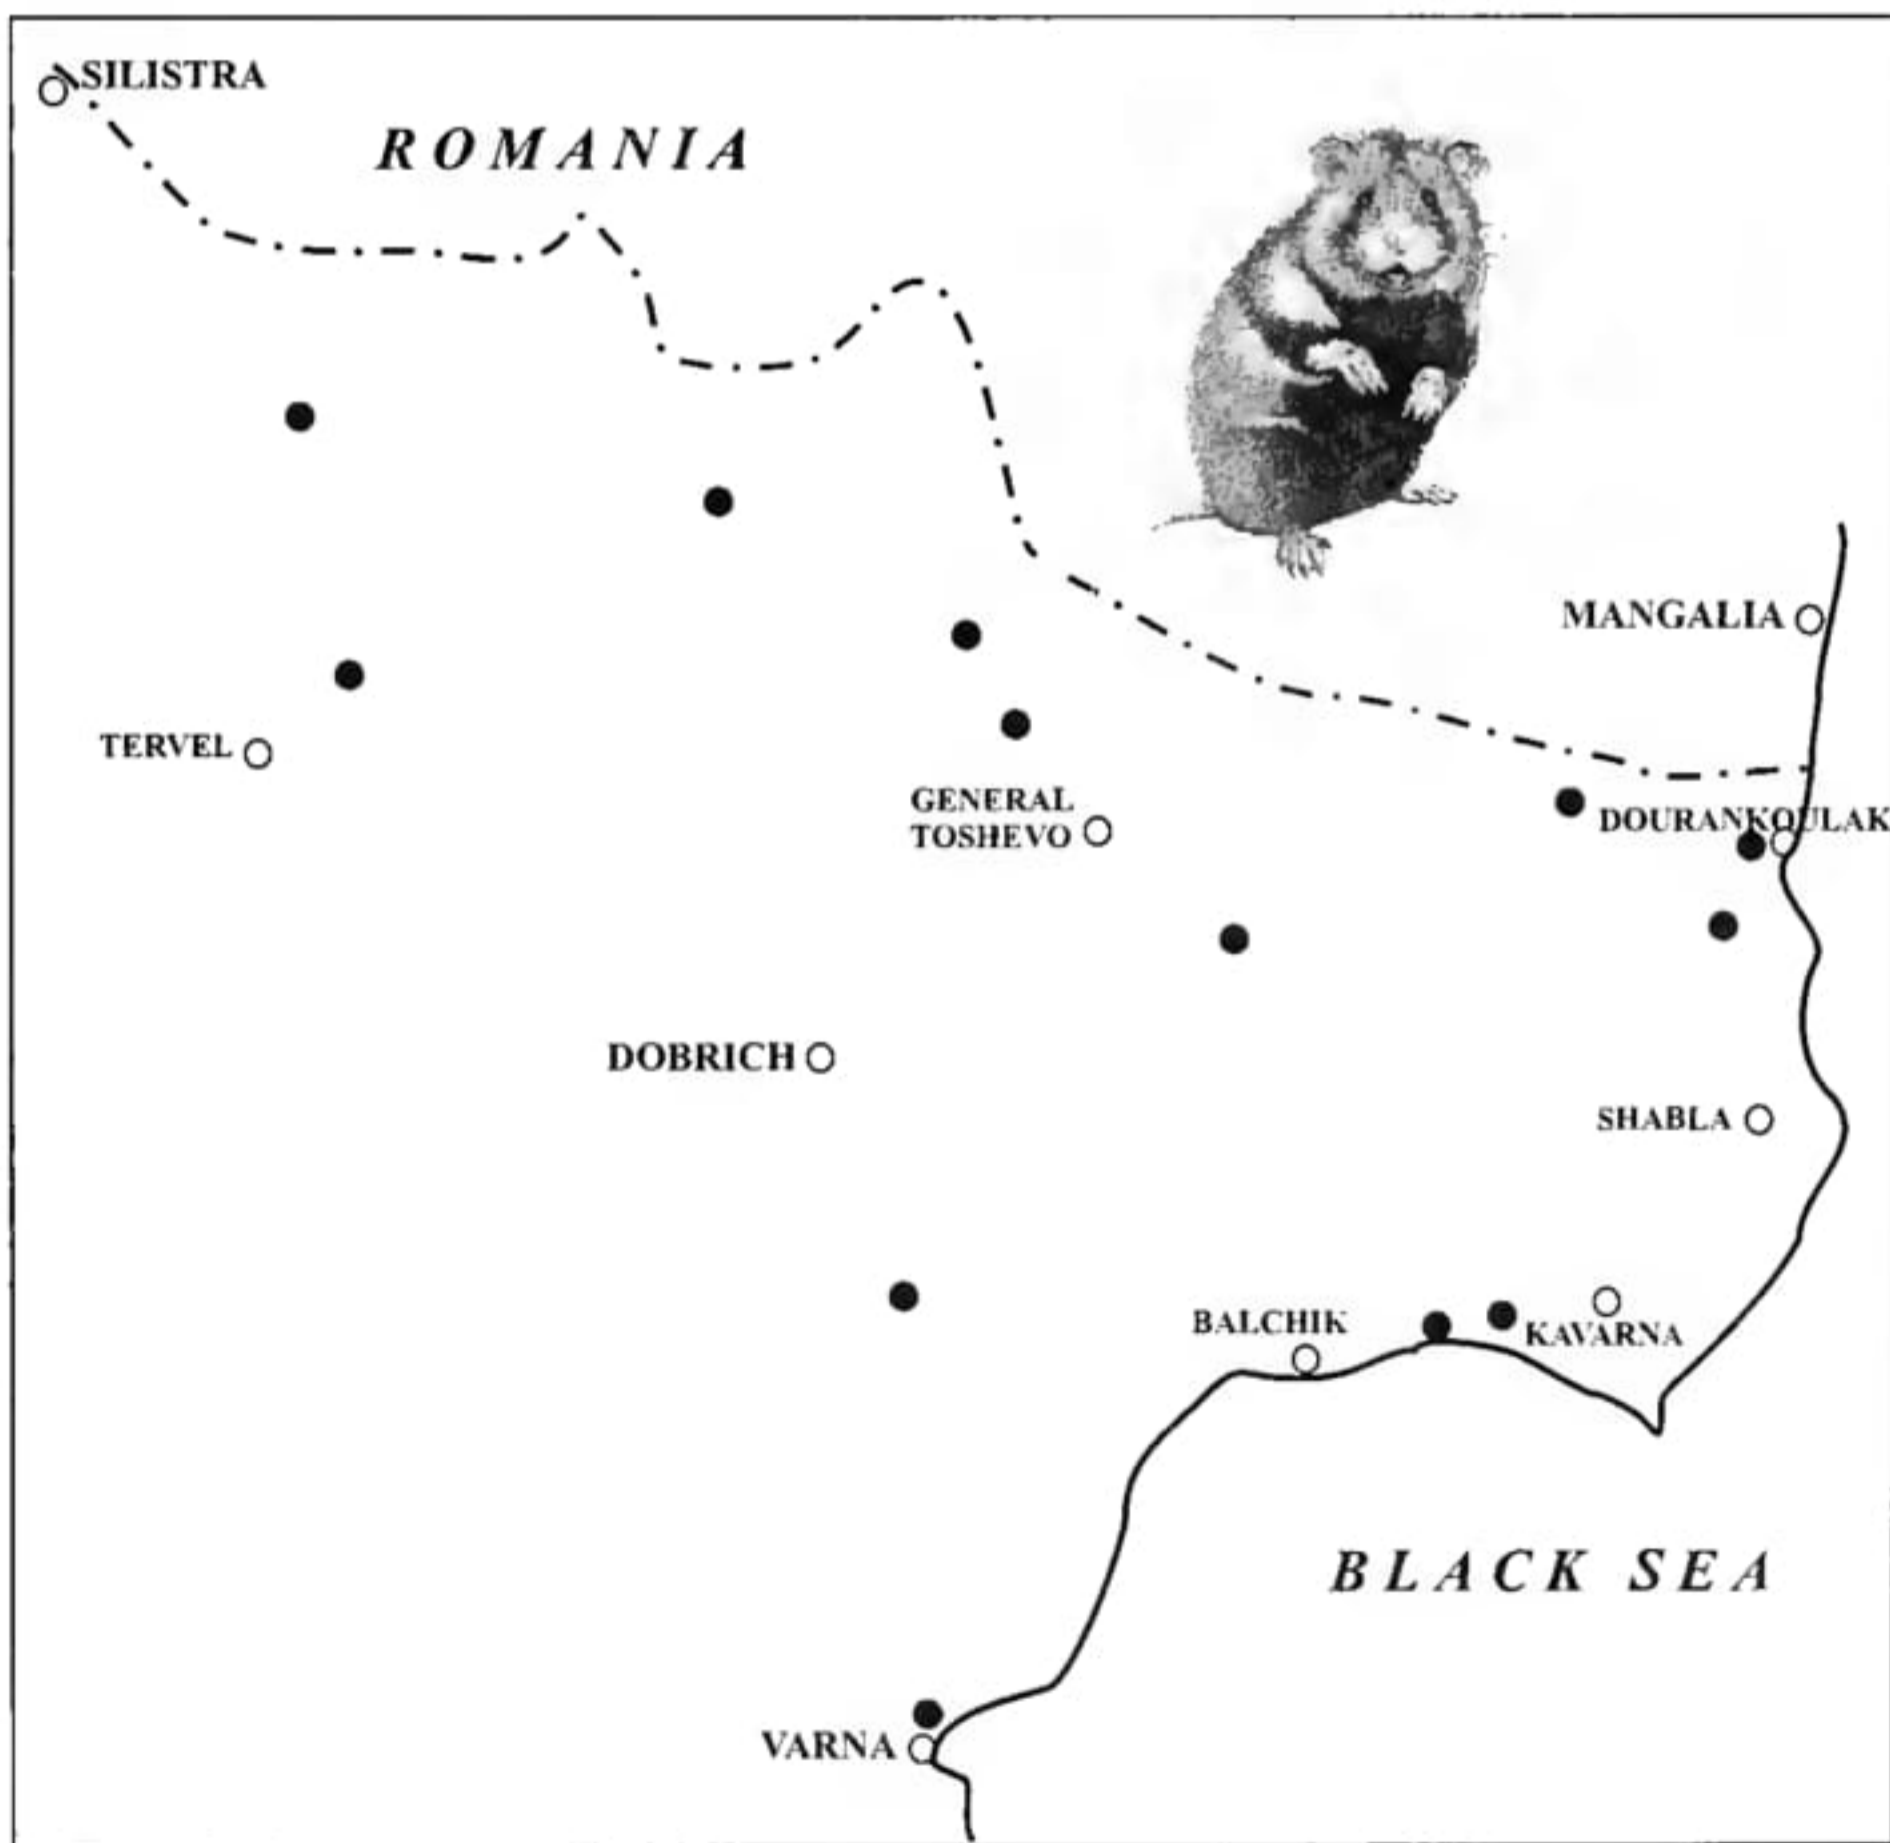 SILISTRA
ROMANIA
MANGALIA
TERVEL
GENERAL
TOSHEVO
DOURANKOULAK
DOBRICH
SHABLA
BALCHIK
KAVARNA
BLACK SEA
VARNA